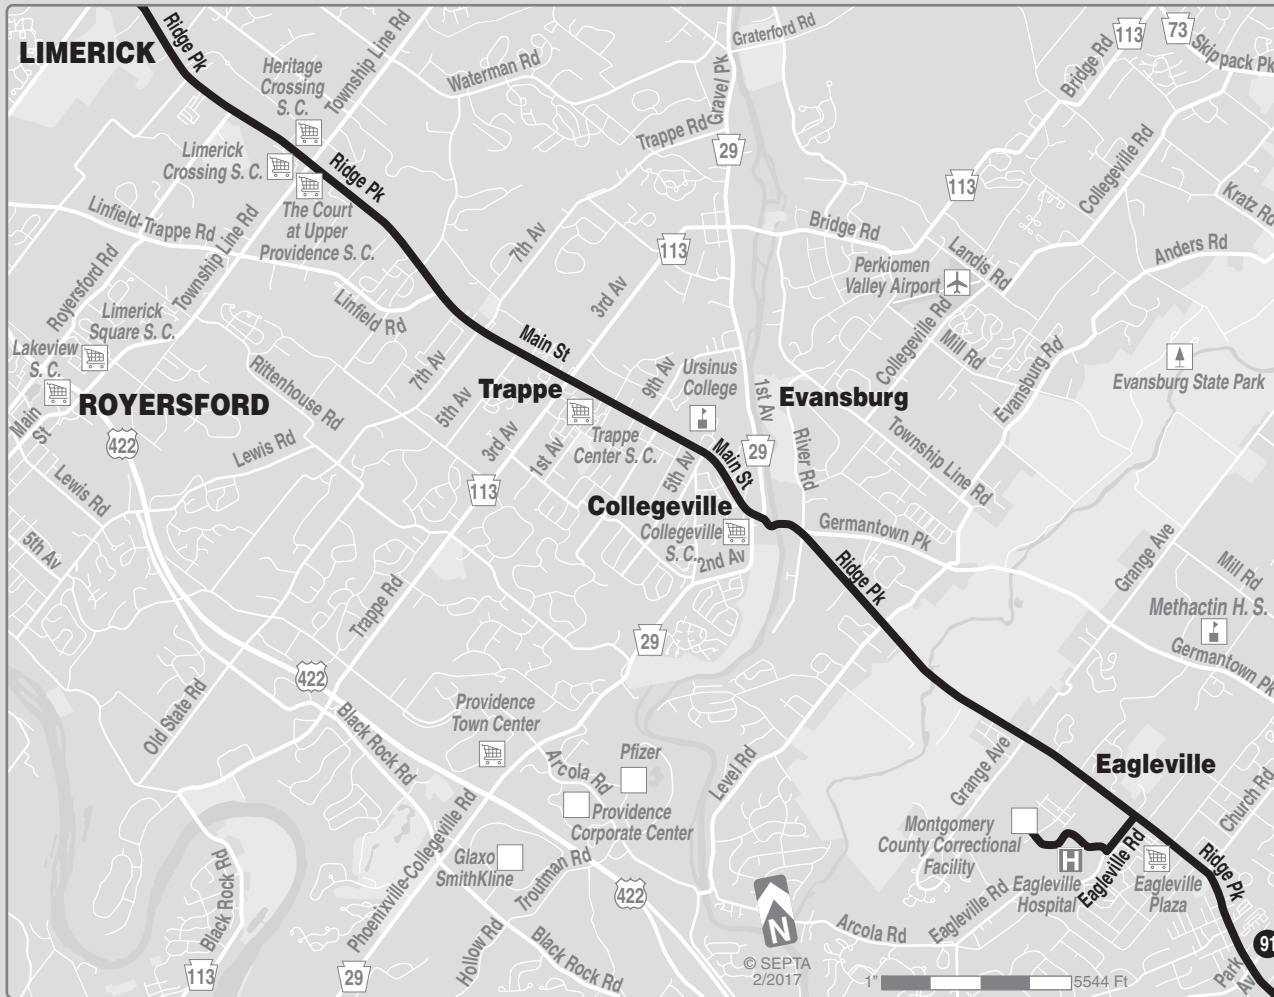 LIMERICK
Ridge Pk
Heritage
Crossing
S. C.
Township Line Rd
Waterman Rd
Graterford Rd
Gravel Pk
Trappe Rd
29
Bridge Rd
113
73
Skippack Pk
Limerick
Crossing S. C.
Ridge Pk
The Court
at Upper
Providence S. C.
Linfield-Trappe Rd
Township Line Rd
Royersford Rd
7th Av
113
3rd Av
113
Collegeville Rd
Kratz Rd
Bridge Rd
Landis Rd
Anders Rd
Perkiomen
Valley Airport
Limerick
Square S. C.
Linfield Rd
Lakeview
S. C.
Main St
Collegeville Rd
Mill Rd
Evansburg Rd
Evansburg State Park
ROYERSFORD
Main
St
422
Rittenhouse Rd
Lewis Rd
7th Av
5th Av
3rd Av
1st Av
Trappe
Trappe
Center S. C.
9th Av
Ursinus
College
1st Av
Evansburg
29
River Rd
Township Line Rd
Main St
5th Av
Lewis Rd
5th Av
113
Collegeville
Collegeville
S. C.
2nd Av
Germantown Pk
Ridge Pk
Grange Ave
Mill Rd
Methactin H. S.
Germantown Pk
Trappe Rd
29
422
Old State Rd
Black Rock Rd
Providence
Town Center
Arcola Rd
Pfizer
Providence
Corporate Center
Level Rd
Grange Ave
Eagleville
Church Rd
Montgomery
County Correctional
Facility
H
Eagleville
Hospital
Eagleville Rd
Eagleville
Plaza
Ridge Pk
Phoenixville-Collegeville Rd
Glaxo
SmithKline
Troutman Rd
422
Black Rock Rd
113
29
Hollow Rd
Black Rock Rd
N
Arcola Rd
Eagleville Rd
© SEPTA
2/2017
1"
5544 Ft
91
Park
Av